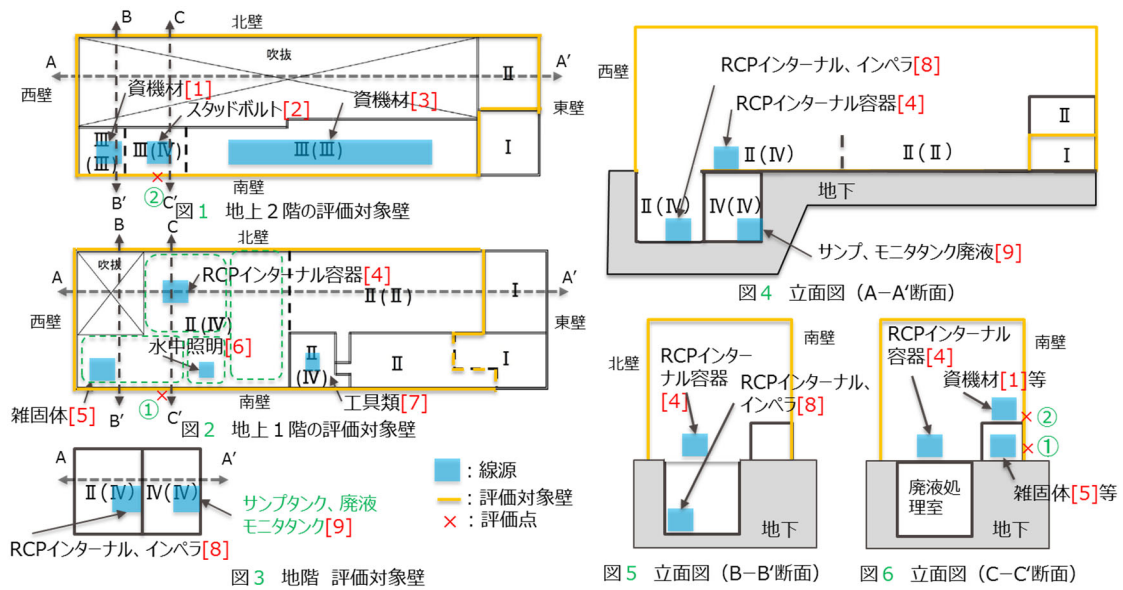 B
C
北壁
A
吹抜
Ⅱ
A’
西壁
東壁
資機材[1]
スタッドボルト[2]
資機材[3]
Ⅲ
(Ⅲ)
Ⅲ(Ⅳ)
Ⅲ(Ⅲ)
Ⅰ
②
南壁
B’
C’
図1 地上２階の評価対象壁
B
C
北壁
A
吹抜
RCPインターナル容器[4]
Ⅱ(Ⅱ)
Ⅰ
A’
西壁
東壁
Ⅱ(Ⅳ)
水中照明[6]
Ⅱ
(Ⅳ)
Ⅱ
Ⅰ
雑固体[5]
①
B’
C’
南壁
工具類[7]
図2 地上１階の評価対象壁
A
A’
Ⅱ(Ⅳ)
Ⅳ(Ⅳ)
サンプタンク、廃液
モニタタンク[9]
RCPインターナル、インペラ[8]
図3 地階 評価対象壁
：線源
：評価対象壁
：評価点
西壁
RCPインターナル、インペラ[8]
RCPインターナル容器[4]
Ⅱ
Ⅱ(Ⅳ)
Ⅱ(Ⅱ)
Ⅰ
地下
Ⅱ(Ⅳ)
Ⅳ(Ⅳ)
サンプ、モニタタンク廃液[9]
図4 立面図（A−A‘断面）
南壁
北壁
RCPインター
ナル容器
[4]
RCPインターナル、
インペラ[8]
地下
図5 立面図（B−B‘断面）
南壁
RCPインターナル
容器[4]
資機材[1]等
②
①
廃液処
理室
雑固体[5]等
地下
図6 立面図（C−C‘断面）